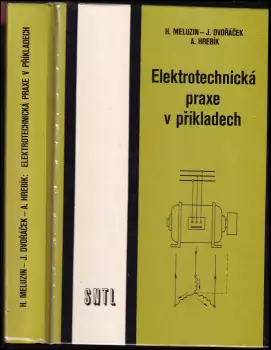 H. MELUZIN – J. DVOŘÁČEK – A. HREBÍK: ELEKTROTECHNICKÁ PRAXE V PŘÍKLADECH
SNTL
H. MELUZIN – J. DVOŘÁČEK
A. HREBÍK
Elektrotechnická
praxe
v příkladech